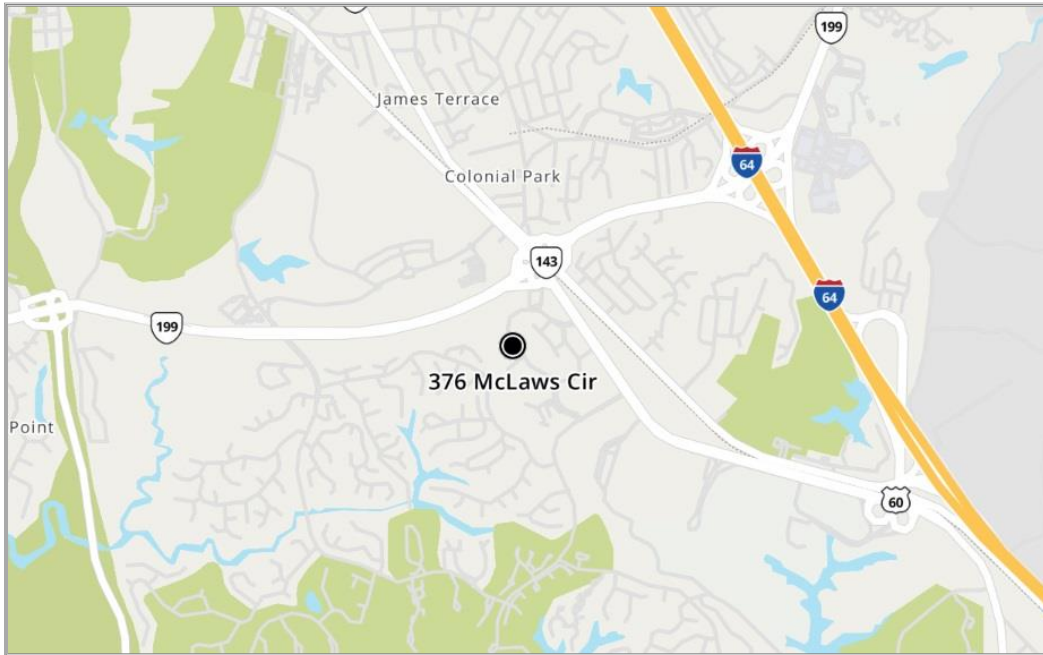 199
James Terrace
64
Colonial Park
143
64
199
376 McLaws Cir
Point
60